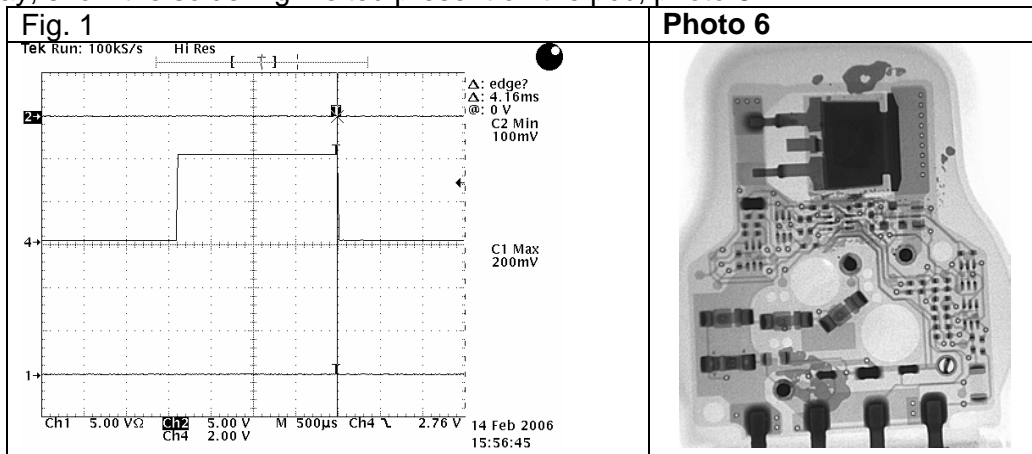 Fig. 1
Photo 6
Tek Run: 100kS/s Hi Res
Δ: edge?
Δ: 4.16ms
@: 0 V
C2 Min
100mV
C1 Max
200mV
2→
4→
1→
T
T
T
Ch1 5.00 VΩ Ch2 5.00 V M 500µs Ch4 2.76 V
Ch4 2.00 V
14 Feb 2006
15:56:45